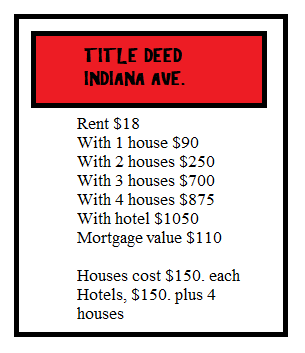 TITLE DEED
INDIANA AVE.
Rent $18
With 1 house $90
With 2 houses $250
With 3 houses $700
With 4 houses $875
With hotel $1050
Mortgage value $110
Houses cost $150. each
Hotels, $150. plus 4
houses